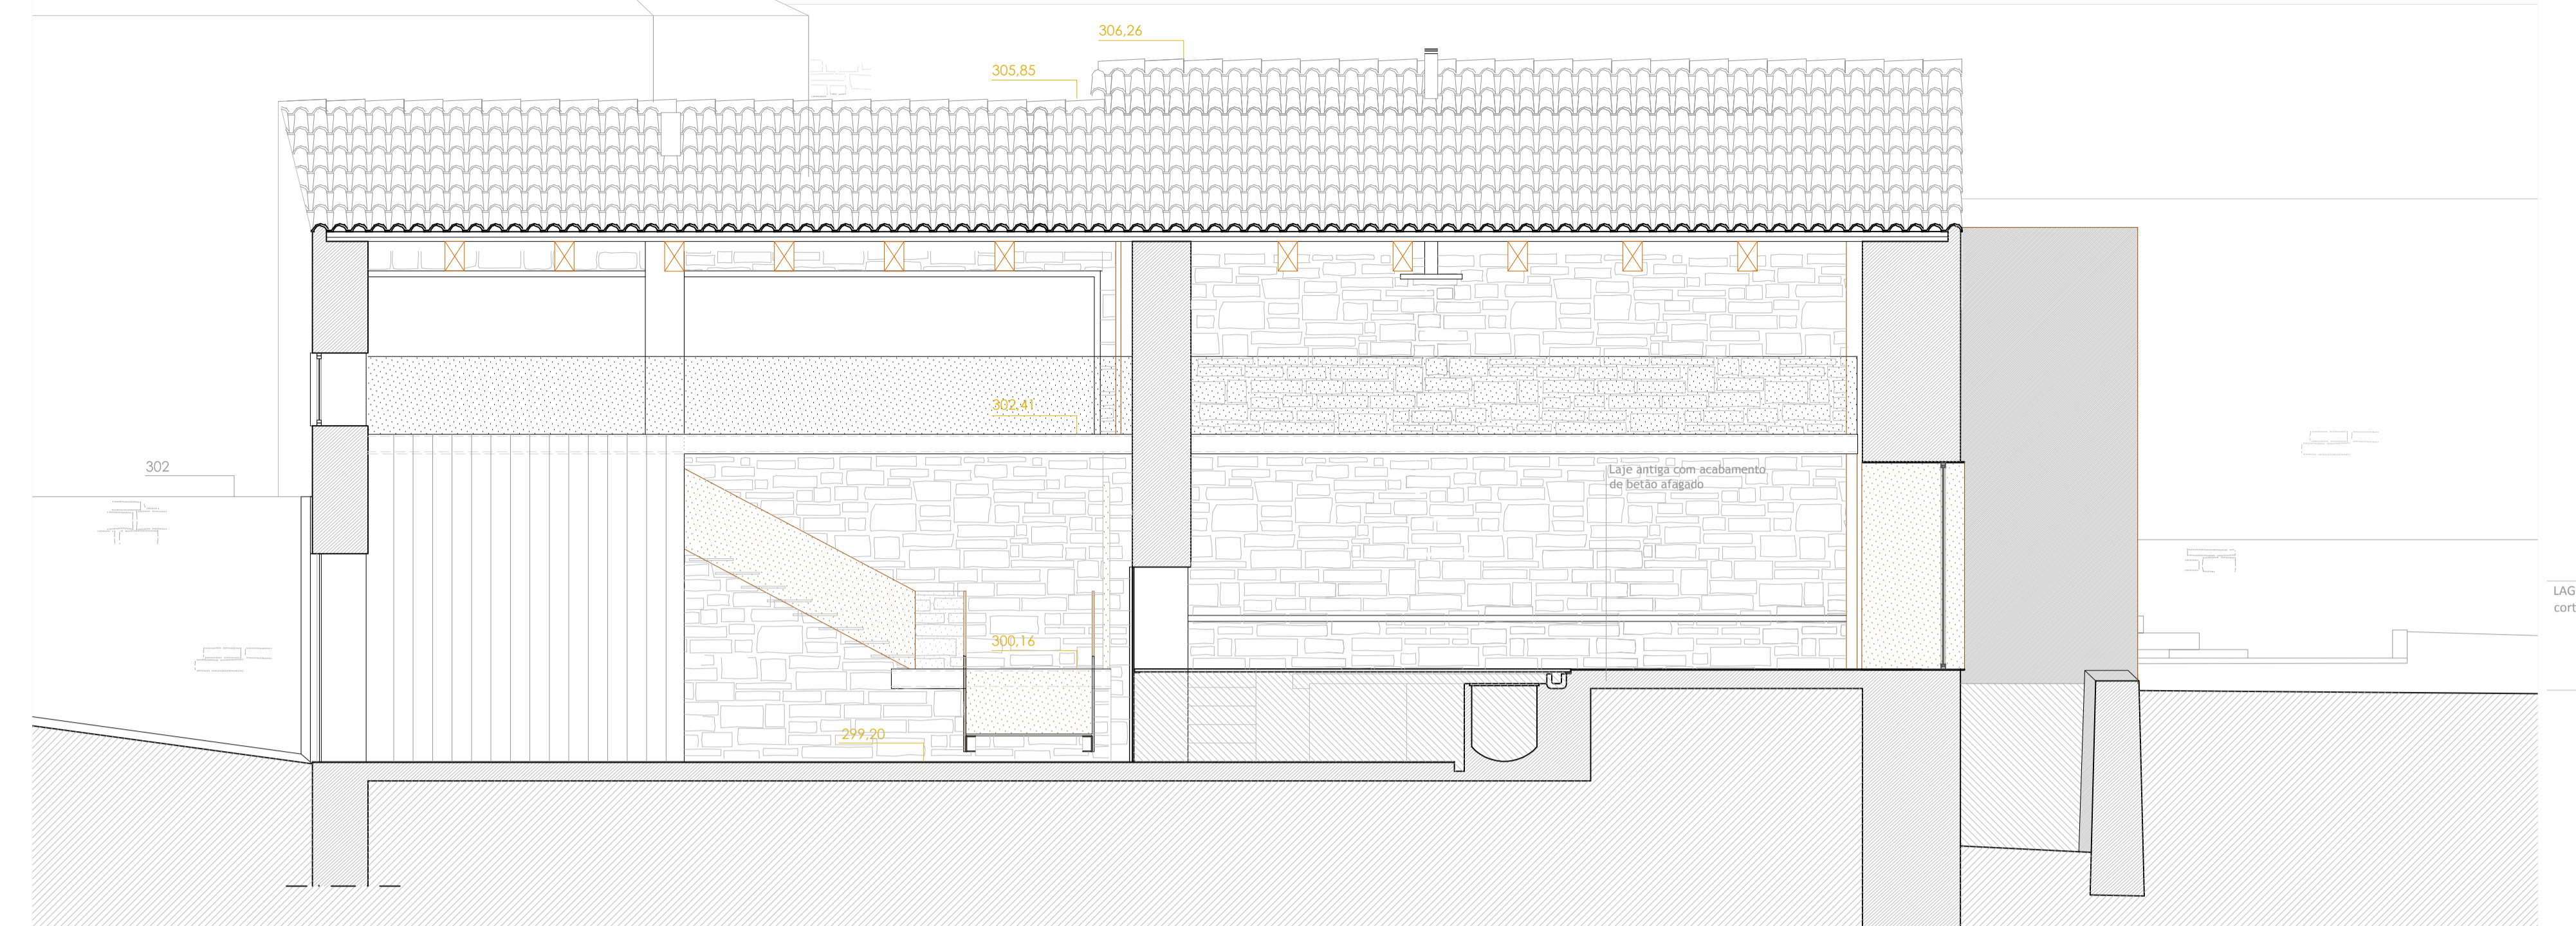 306,26
305,85
302,41
302
Laje antiga com acabamento
de betão afagado
LAG
cort
300,16
299,20